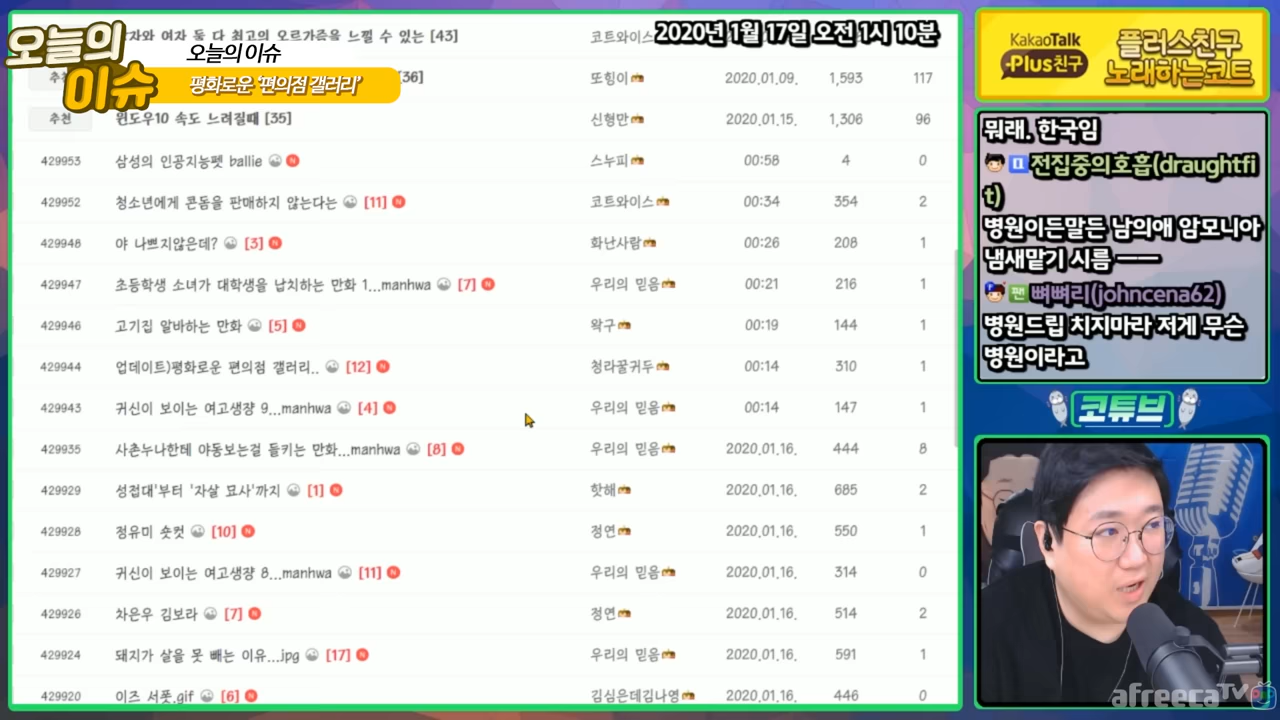 오늘의
이슈
오늘의 이슈
평화로운 '편의점 갤러리'
2020년 1월 17일 오전 1시 10분
자와 여자 둘 다 최고의 오르가즘을 느낄 수 있는 [43] 코트와이스
[36] 또힝이 2020.01.09. 1,593 117
추천 윈도우10 속도 느려질때 [35] 신형만 2020.01.15. 1,306 96
429953 삼성의 인공지능펫 ballie N 스누피 00:58 4 0
429952 청소년에게 콘돔을 판매하지 않는다는 [11] N 코트와이스 00:34 354 2
429948 야 나쁘지않은데? [3] N 화난사람 00:26 208 1
429947 초등학생 소녀가 대학생을 납치하는 만화 1...manhwa [7] N 우리의 믿음 00:21 216 1
429946 고기집 알바하는 만화 [5] N 왁구 00:19 144 1
429944 업데이트)평화로운 편의점 갤러리.. [12] N 청라꿀귀두 00:14 310 1
429943 귀신이 보이는 여고생쟝 9...manhwa [4] N 우리의 믿음 00:14 147 1
429935 사촌누나한테 야동보는걸 들키는 만화...manhwa [8] N 우리의 믿음 2020.01.16. 444 8
429929 성접대'부터 '자살 묘사'까지 [1] N 핫해 2020.01.16. 685 2
429928 정유미 숏컷 [10] N 정연 2020.01.16. 550 1
429927 귀신이 보이는 여고생쟝 8...manhwa [11] N 우리의 믿음 2020.01.16. 314 0
429926 차은우 김보라 [7] N 정연 2020.01.16. 514 2
429924 돼지가 살을 못 빼는 이유...jpg [17] N 우리의 믿음 2020.01.16. 591 1
429920 이즈 서폿.gif [6] N 김심은데김나영 2020.01.16. 446 0
KakaoTalk
Plus친구
플러스친구
노래하는코트
뭐래. 한국임
전집중의호흡(draughtfi
t)
병원이든말든 남의애 암모니아
냄새맡기 시름 ㅡㅡ
팬 뼈뼈리(johncena62)
병원드립 치지마라 저게 무슨
병원이라고
코튜브
afreecaTV